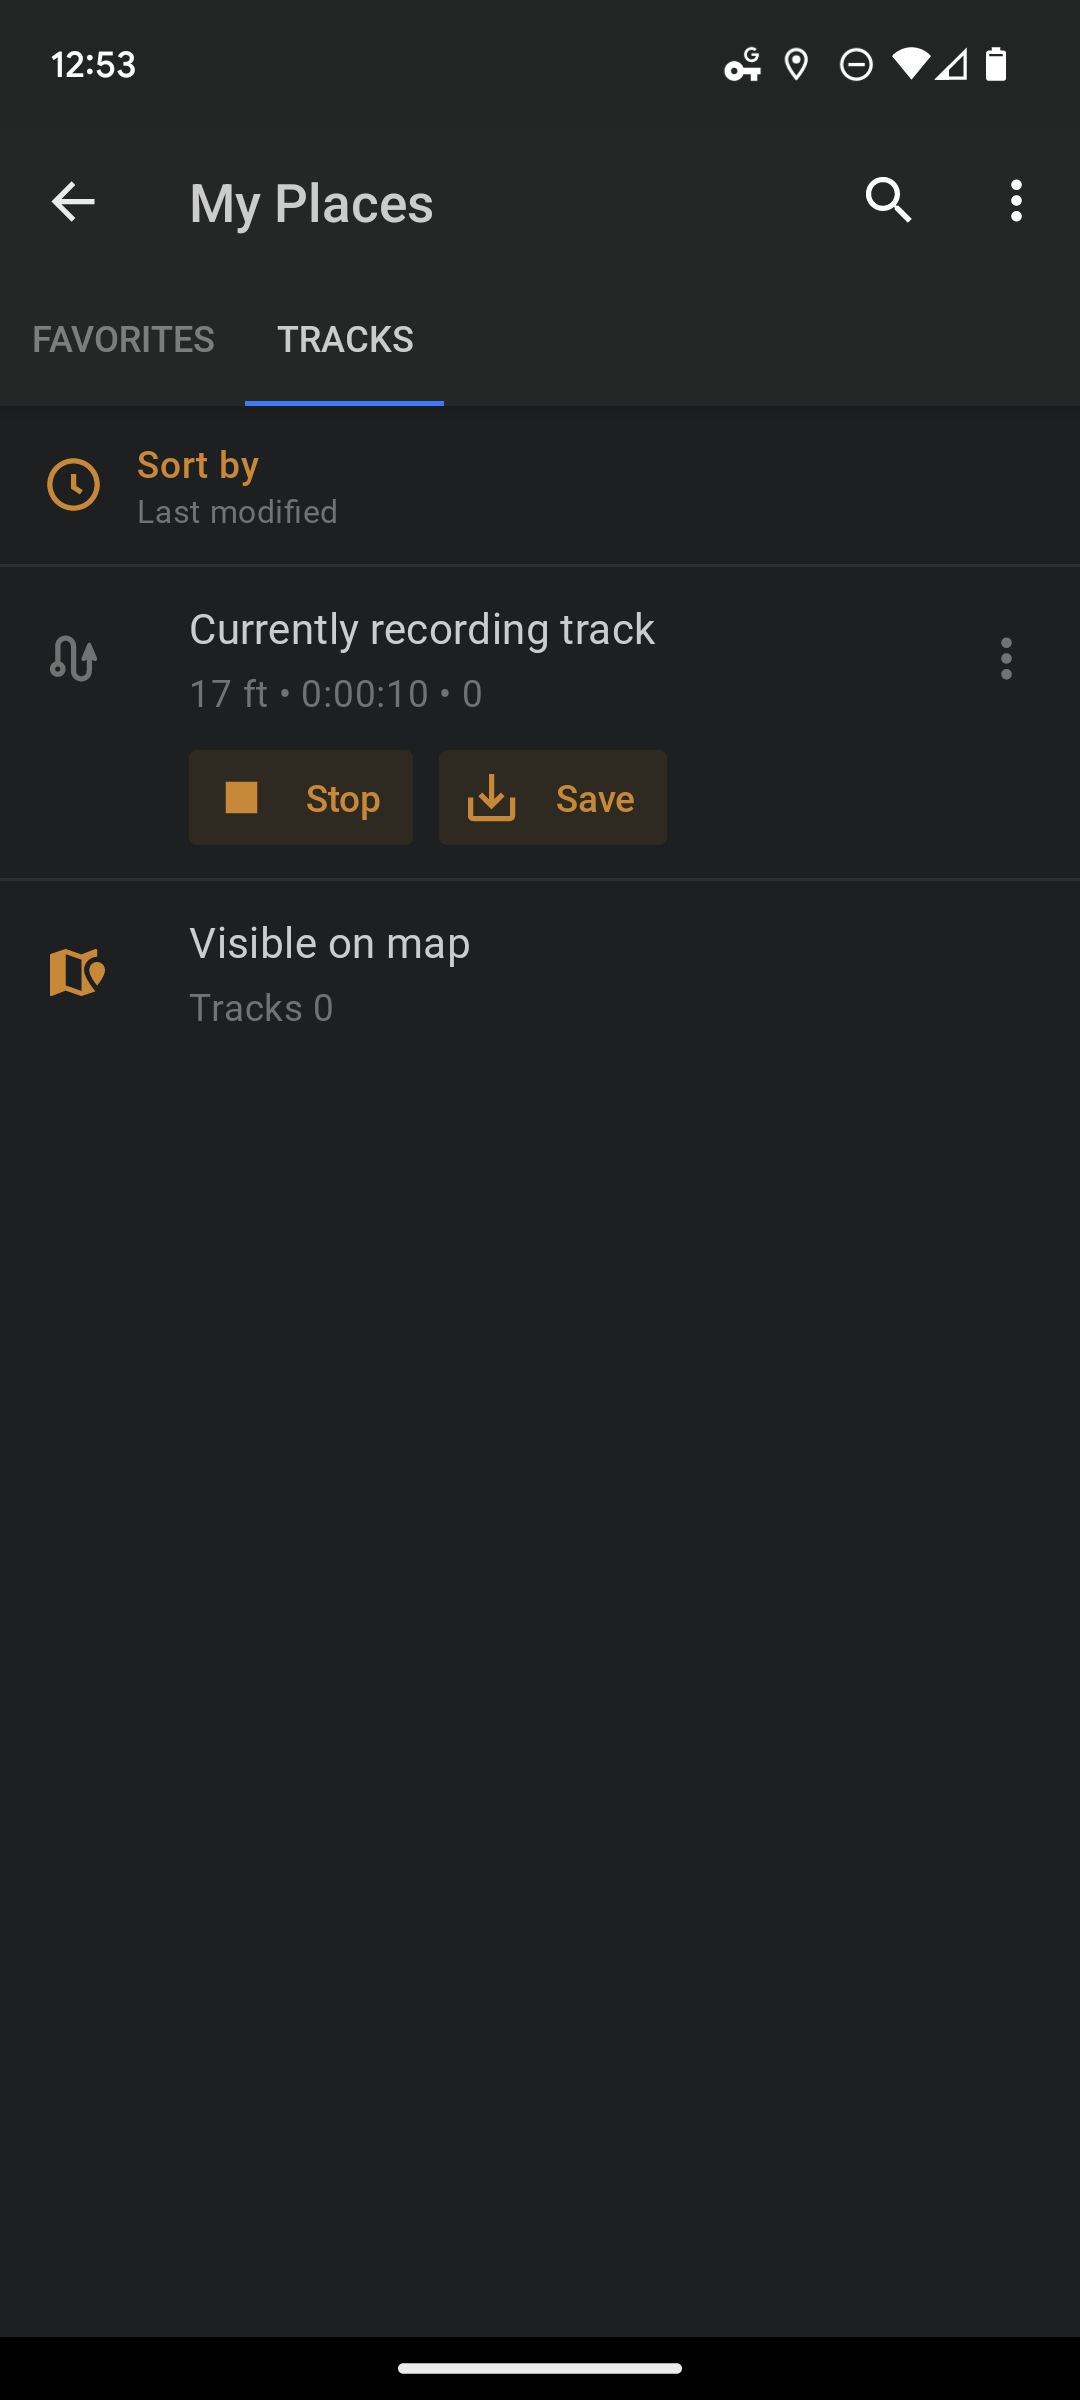 12:53
My Places
FAVORITES TRACKS
Sort by
Last modified
Currently recording track
17 ft • 0:00:10 • 0
Stop Save
Visible on map
Tracks 0